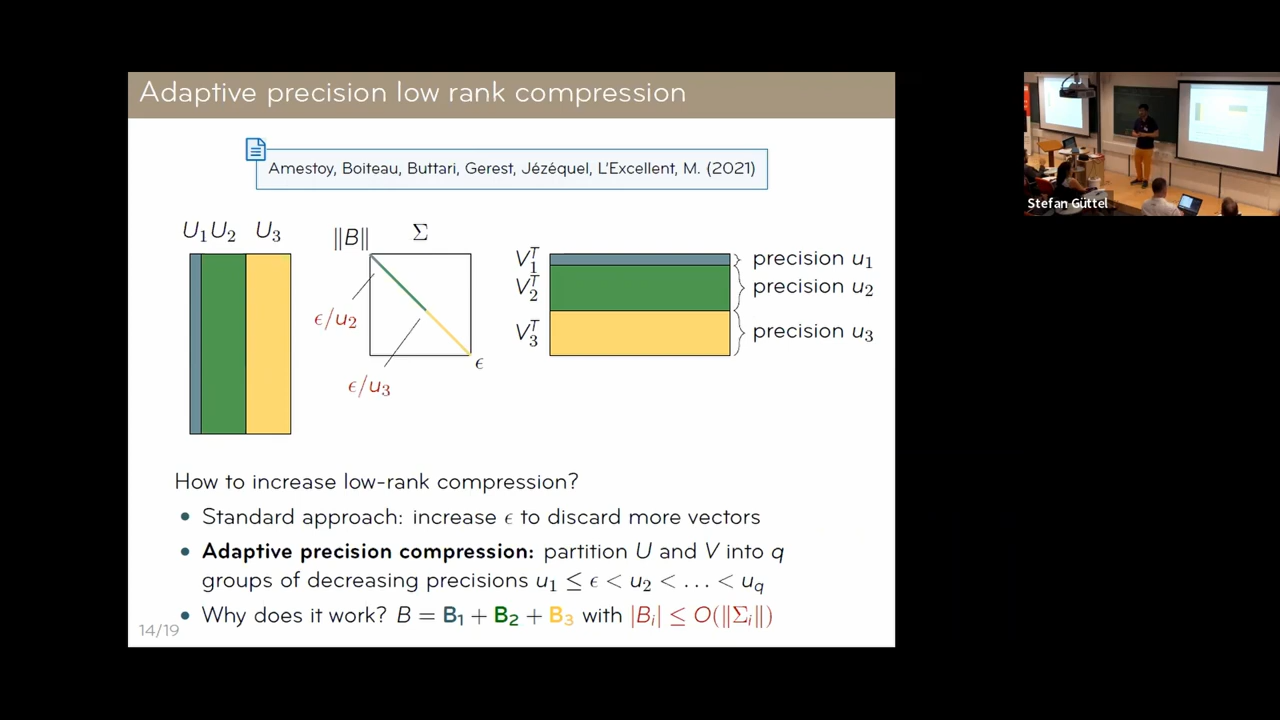 Adaptive precision low rank compression
Amestoy, Boiteau, Buttari, Gerest, Jézéquel, L'Excellent, M. (2021)
U₁U₂ U₃
‖B‖ Σ
V₁ᵀ precision u₁
V₂ᵀ precision u₂
ϵ/u₂
V₃ᵀ precision u₃
ϵ
ϵ/u₃
How to increase low-rank compression?
• Standard approach: increase ϵ to discard more vectors
• Adaptive precision compression: partition U and V into q
groups of decreasing precisions u₁ ≤ ϵ < u₂ < … < u_q
• Why does it work? B = B₁ + B₂ + B₃ with |Bᵢ| ≤ O(‖Σᵢ‖)
14/19
Stefan Güttel